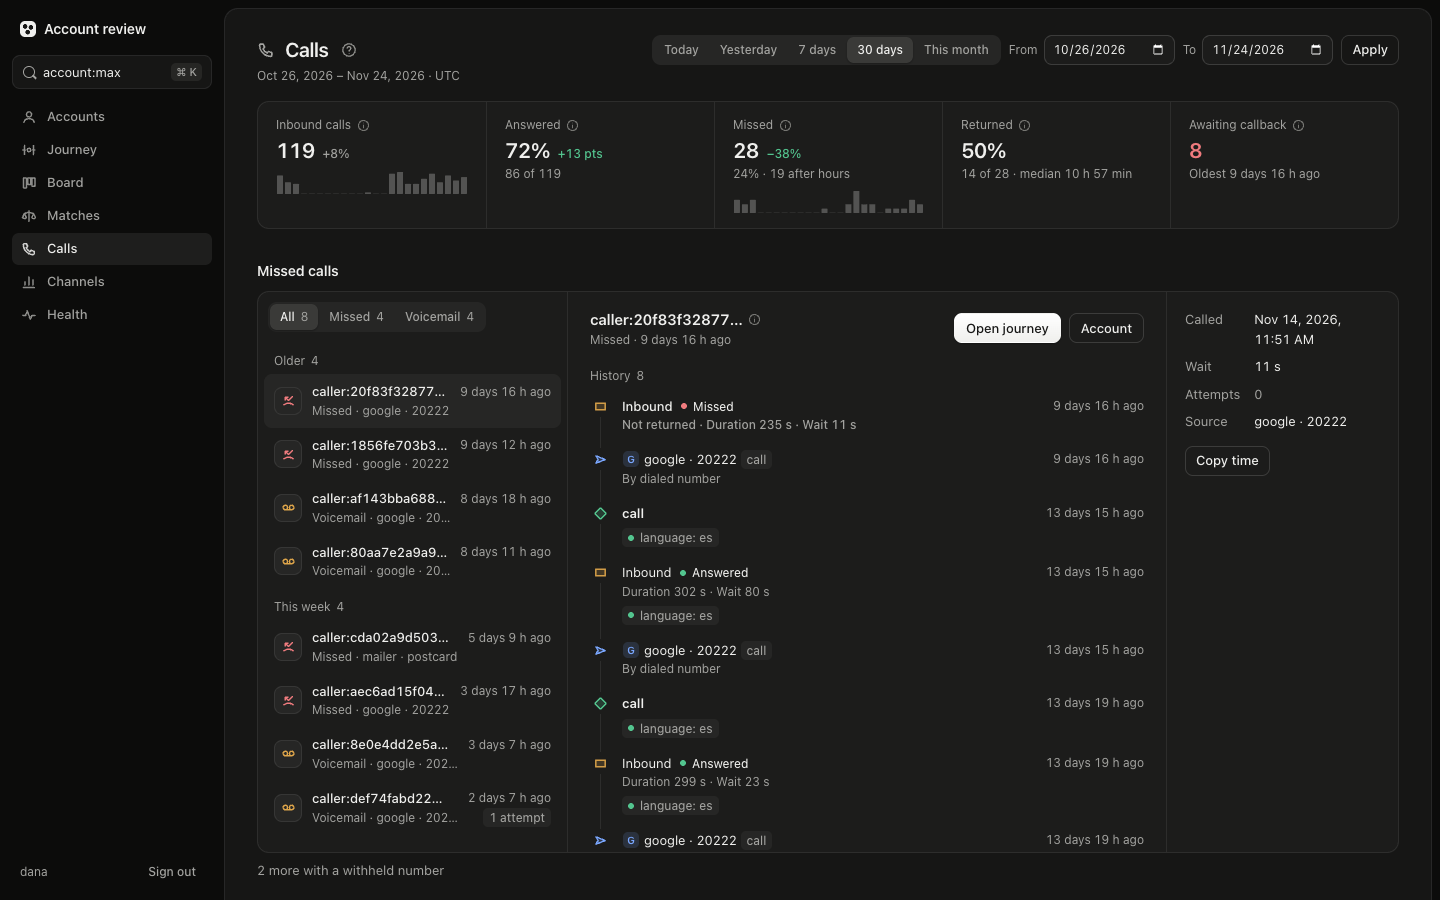 Account review
account:max
⌘ K
Accounts
Journey
Board
Matches
Calls
Channels
Health
dana
Sign out
Calls
Oct 26, 2026 – Nov 24, 2026 · UTC
Today
Yesterday
7 days
30 days
This month
From
10/26/2026
To
11/24/2026
Apply
Inbound calls
119 +8%
Answered
72% +13 pts
86 of 119
Missed
28 −38%
24% · 19 after hours
Returned
50%
14 of 28 · median 10 h 57 min
Awaiting callback
8
Oldest 9 days 16 h ago
Missed calls
All 8
Missed 4
Voicemail 4
Older 4
caller:20f83f32877... 9 days 16 h ago
Missed · google · 20222
caller:1856fe703b3... 9 days 12 h ago
Missed · google · 20222
caller:af143bba688... 8 days 18 h ago
Voicemail · google · 20...
caller:80aa7e2a9a9... 8 days 11 h ago
Voicemail · google · 20...
This week 4
caller:cda02a9d503... 5 days 9 h ago
Missed · mailer · postcard
caller:aec6ad15f04... 3 days 17 h ago
Missed · google · 20222
caller:8e0e4dd2e5a... 3 days 7 h ago
Voicemail · google · 202...
caller:def74fabd22... 2 days 7 h ago
Voicemail · google · 202... 1 attempt
caller:20f83f32877...
Missed · 9 days 16 h ago
Open journey
Account
History 8
Inbound Missed 9 days 16 h ago
Not returned · Duration 235 s · Wait 11 s
G google · 20222 call 9 days 16 h ago
By dialed number
call 13 days 15 h ago
language: es
Inbound Answered 13 days 15 h ago
Duration 302 s · Wait 80 s
language: es
G google · 20222 call 13 days 15 h ago
By dialed number
call 13 days 19 h ago
language: es
Inbound Answered 13 days 19 h ago
Duration 299 s · Wait 23 s
language: es
G google · 20222 call 13 days 19 h ago
Called Nov 14, 2026,
11:51 AM
Wait 11 s
Attempts 0
Source google · 20222
Copy time
2 more with a withheld number